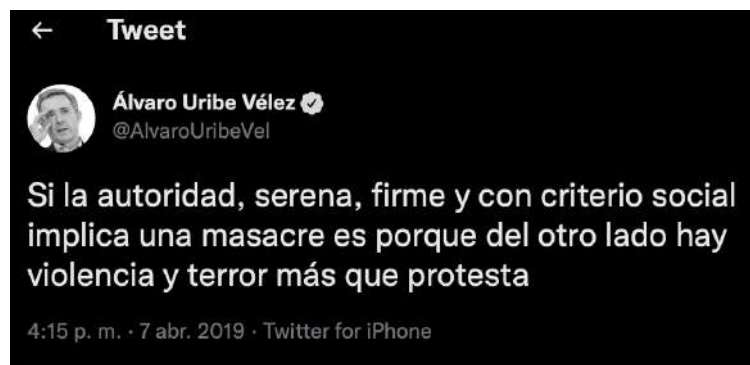 ← Tweet
Álvaro Uribe Vélez
@AlvaroUribeVel
Si la autoridad, serena, firme y con criterio social
implica una masacre es porque del otro lado hay
violencia y terror más que protesta
4:15 p. m. · 7 abr. 2019 · Twitter for iPhone